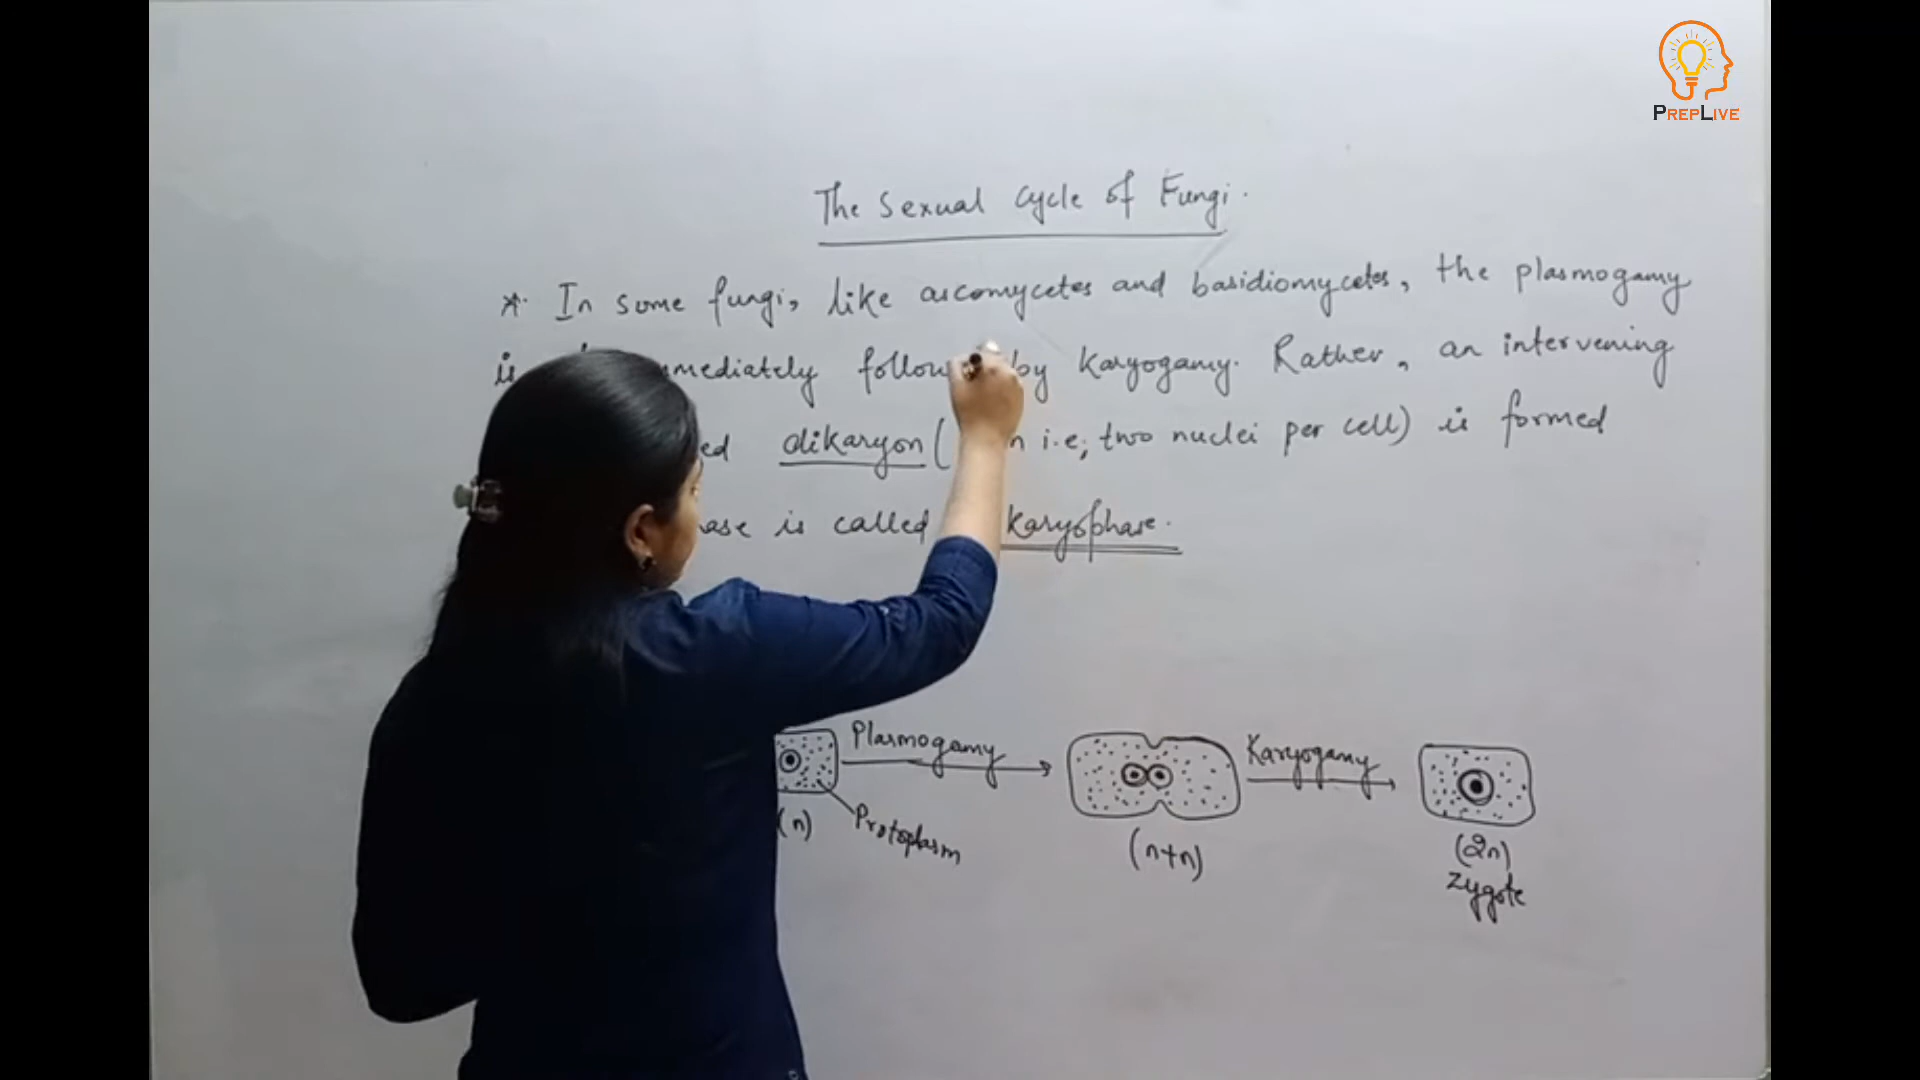 PREPLIVE
The Sexual Cycle of Fungi.
* In some fungi, like ascomycetes and basidiomycetes, the plasmogamy
is mmediately follow by Karyogamy. Rather, an intervening
ed dikaryon ( n i.e; two nuclei per cell) is formed
ase is called karyophase.
Plasmogamy
Karyogamy
Protoplasm
(n)
(n+n)
(2n)
Zygote